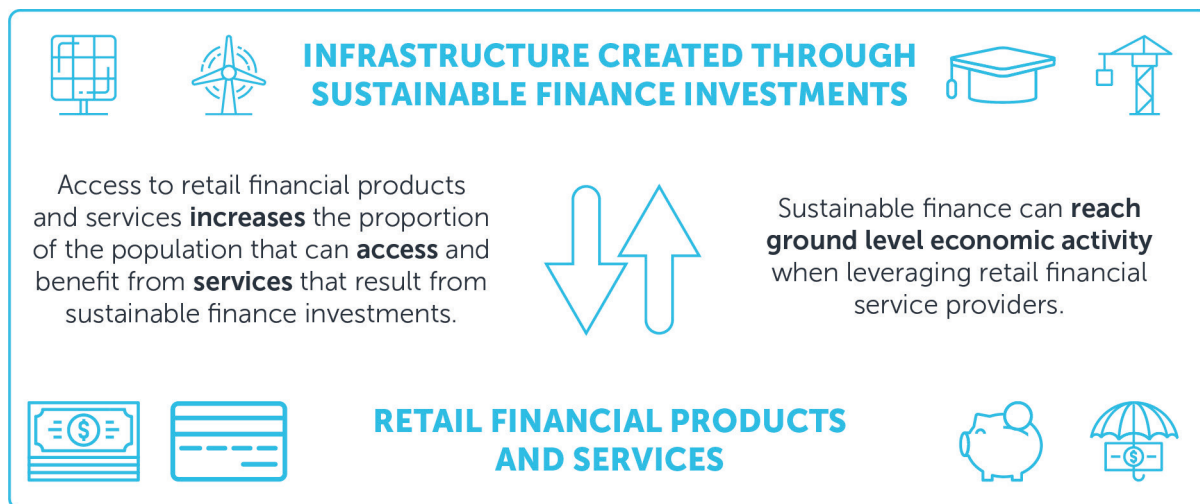 INFRASTRUCTURE CREATED THROUGH
SUSTAINABLE FINANCE INVESTMENTS
Access to retail financial products
and services increases the proportion
of the population that can access and
benefit from services that result from
sustainable finance investments.
Sustainable finance can reach
ground level economic activity
when leveraging retail financial
service providers.
$
$
RETAIL FINANCIAL PRODUCTS
AND SERVICES